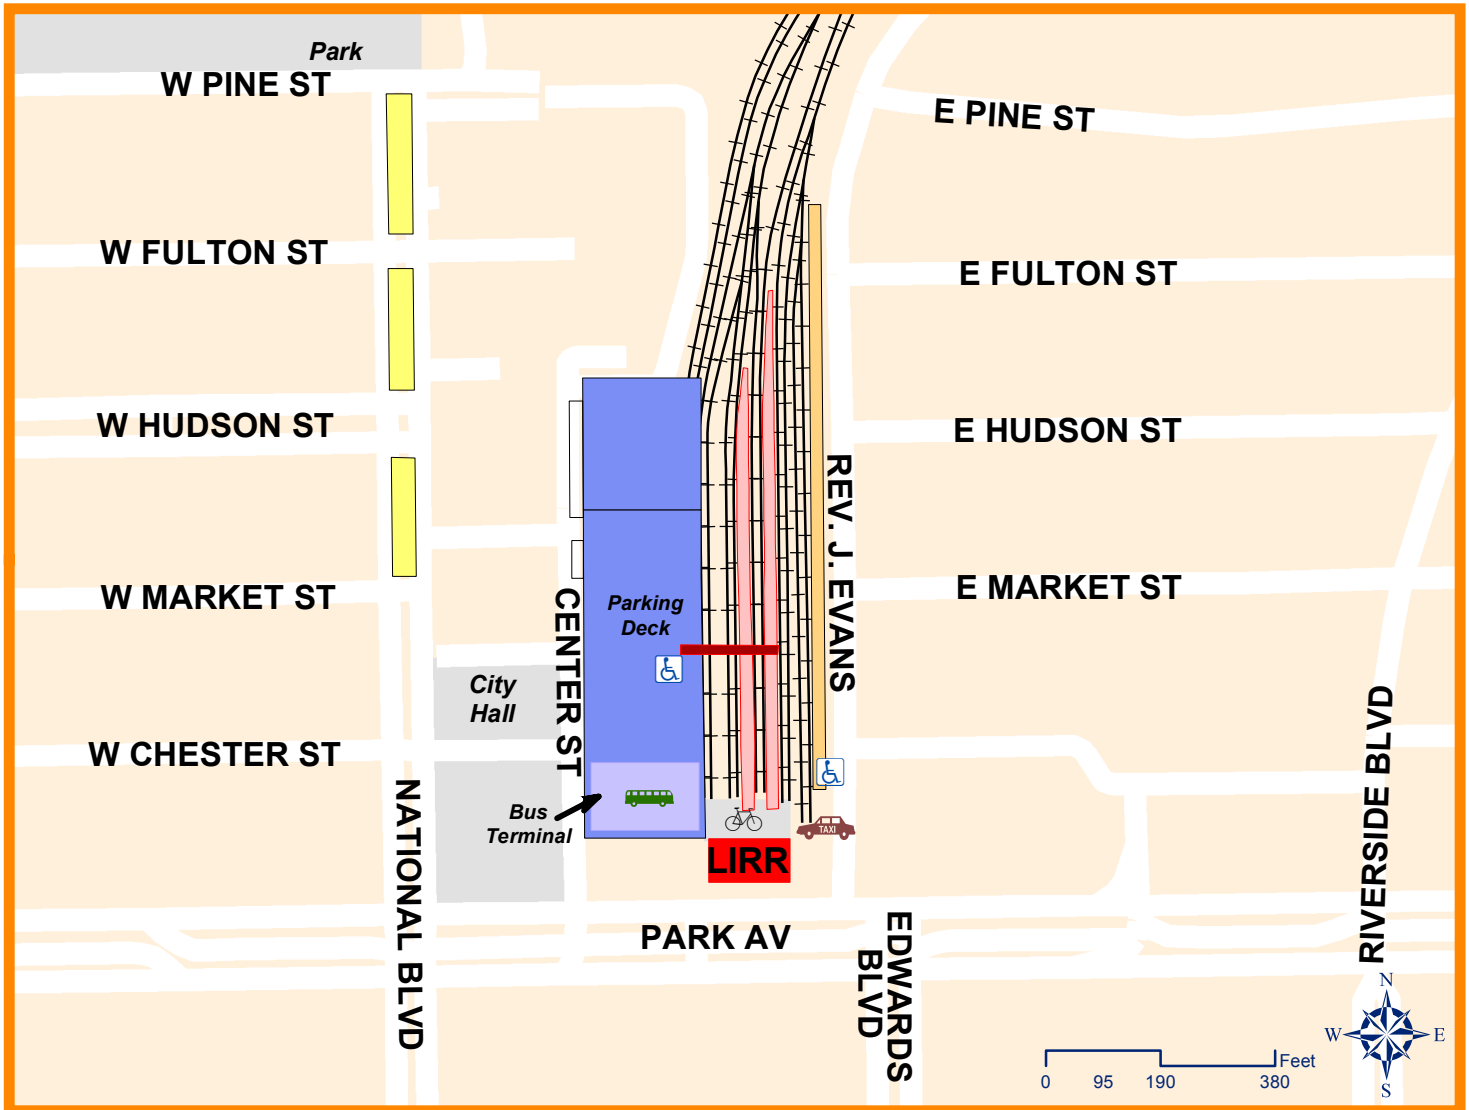 Park
W PINE ST
E PINE ST
W FULTON ST
E FULTON ST
W HUDSON ST
E HUDSON ST
REV. J. EVANS
W MARKET ST
E MARKET ST
CENTER ST
Parking
Deck
City
Hall
W CHESTER ST
RIVERSIDE BLVD
NATIONAL BLVD
Bus
Terminal
TAXI
LIRR
PARK AV
EDWARDS
BLVD
N
W
E
S
Feet
0
95
190
380